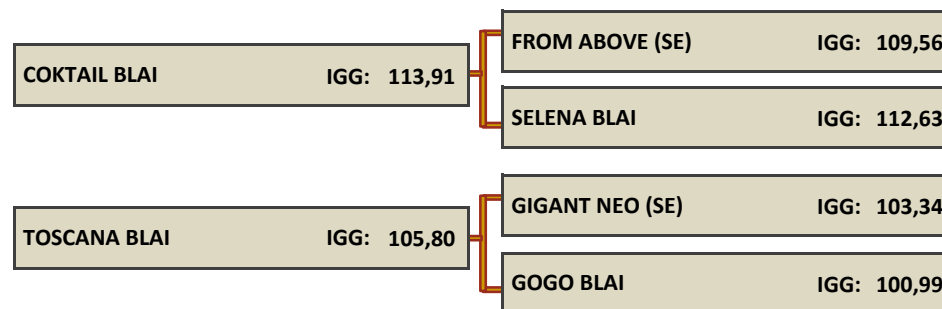 FROM ABOVE (SE) IGG: 109,56
COKTAIL BLAI IGG: 113,91
SELENA BLAI IGG: 112,63
GIGANT NEO (SE) IGG: 103,34
TOSCANA BLAI IGG: 105,80
GOGO BLAI IGG: 100,99